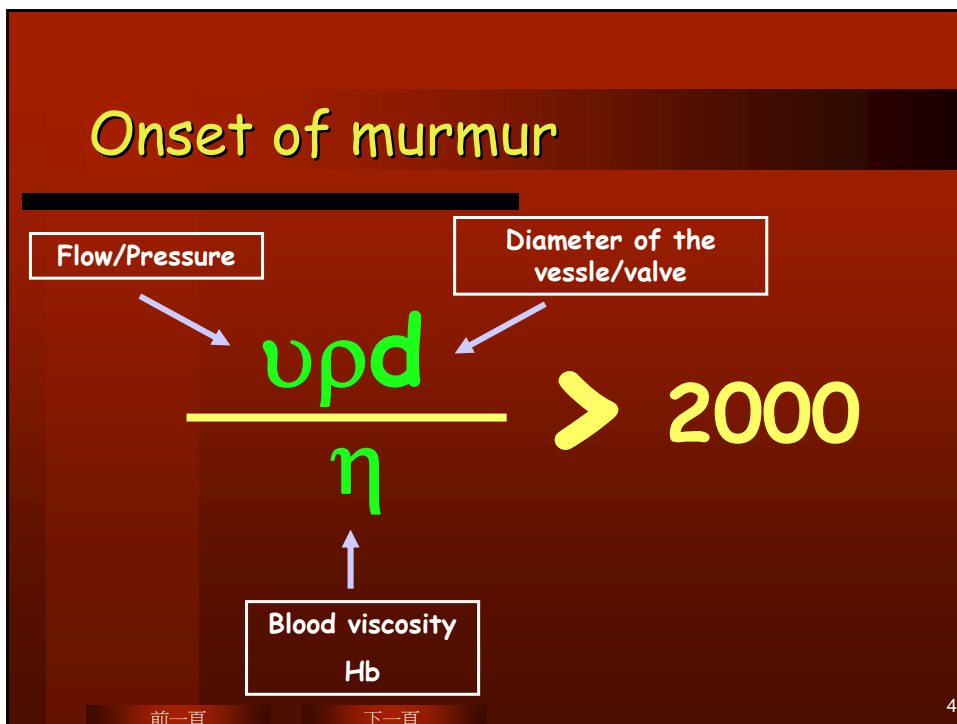 Onset of murmur
Flow/Pressure
Diameter of the
vessle/valve
υρd
η
> 2000
Blood viscosity
Hb
前一頁
下一頁
4